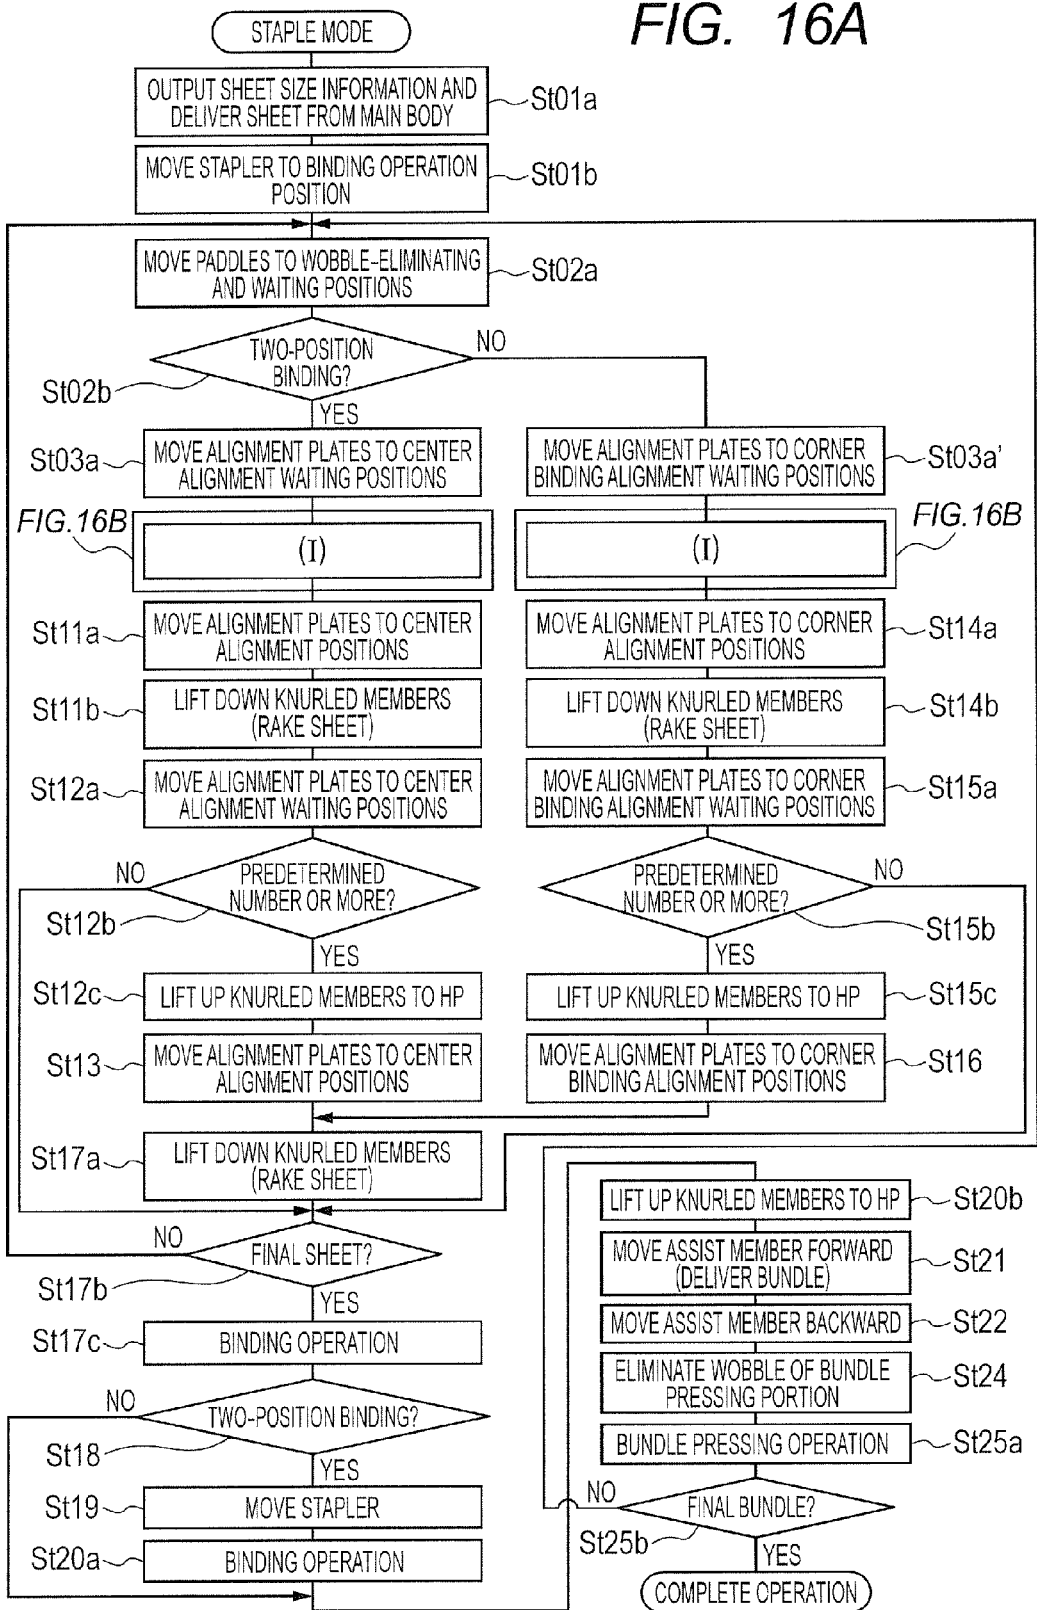 FIG. 16A
STAPLE MODE
OUTPUT SHEET SIZE INFORMATION AND
DELIVER SHEET FROM MAIN BODY
St01a
MOVE STAPLER TO BINDING OPERATION
POSITION
St01b
MOVE PADDLES TO WOBBLE-ELIMINATING
AND WAITING POSITIONS
St02a
TWO-POSITION
BINDING?
NO
St02b
YES
St03a
MOVE ALIGNMENT PLATES TO CENTER
ALIGNMENT WAITING POSITIONS
MOVE ALIGNMENT PLATES TO CORNER
BINDING ALIGNMENT WAITING POSITIONS
St03a'
FIG.16B
(I)
(I)
FIG.16B
St11a
MOVE ALIGNMENT PLATES TO CENTER
ALIGNMENT POSITIONS
MOVE ALIGNMENT PLATES TO CORNER
ALIGNMENT POSITIONS
St14a
St11b
LIFT DOWN KNURLED MEMBERS
(RAKE SHEET)
LIFT DOWN KNURLED MEMBERS
(RAKE SHEET)
St14b
St12a
MOVE ALIGNMENT PLATES TO CENTER
ALIGNMENT WAITING POSITIONS
MOVE ALIGNMENT PLATES TO CORNER
BINDING ALIGNMENT WAITING POSITIONS
St15a
NO
PREDETERMINED
NUMBER OR MORE?
St12b
YES
PREDETERMINED
NUMBER OR MORE?
NO
St15b
YES
St12c
LIFT UP KNURLED MEMBERS TO HP
LIFT UP KNURLED MEMBERS TO HP
St15c
St13
MOVE ALIGNMENT PLATES TO CENTER
ALIGNMENT POSITIONS
MOVE ALIGNMENT PLATES TO CORNER
BINDING ALIGNMENT POSITIONS
St16
St17a
LIFT DOWN KNURLED MEMBERS
(RAKE SHEET)
NO
FINAL SHEET?
St17b
YES
St17c
BINDING OPERATION
NO
TWO-POSITION BINDING?
St18
YES
St19
MOVE STAPLER
St20a
BINDING OPERATION
LIFT UP KNURLED MEMBERS TO HP
St20b
MOVE ASSIST MEMBER FORWARD
(DELIVER BUNDLE)
St21
MOVE ASSIST MEMBER BACKWARD
St22
ELIMINATE WOBBLE OF BUNDLE
PRESSING PORTION
St24
BUNDLE PRESSING OPERATION
St25a
NO
FINAL BUNDLE?
St25b
YES
COMPLETE OPERATION